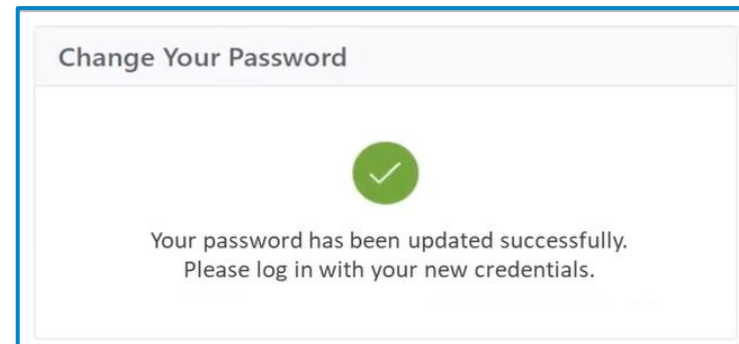 Change Your Password
Your password has been updated successfully.
Please log in with your new credentials.